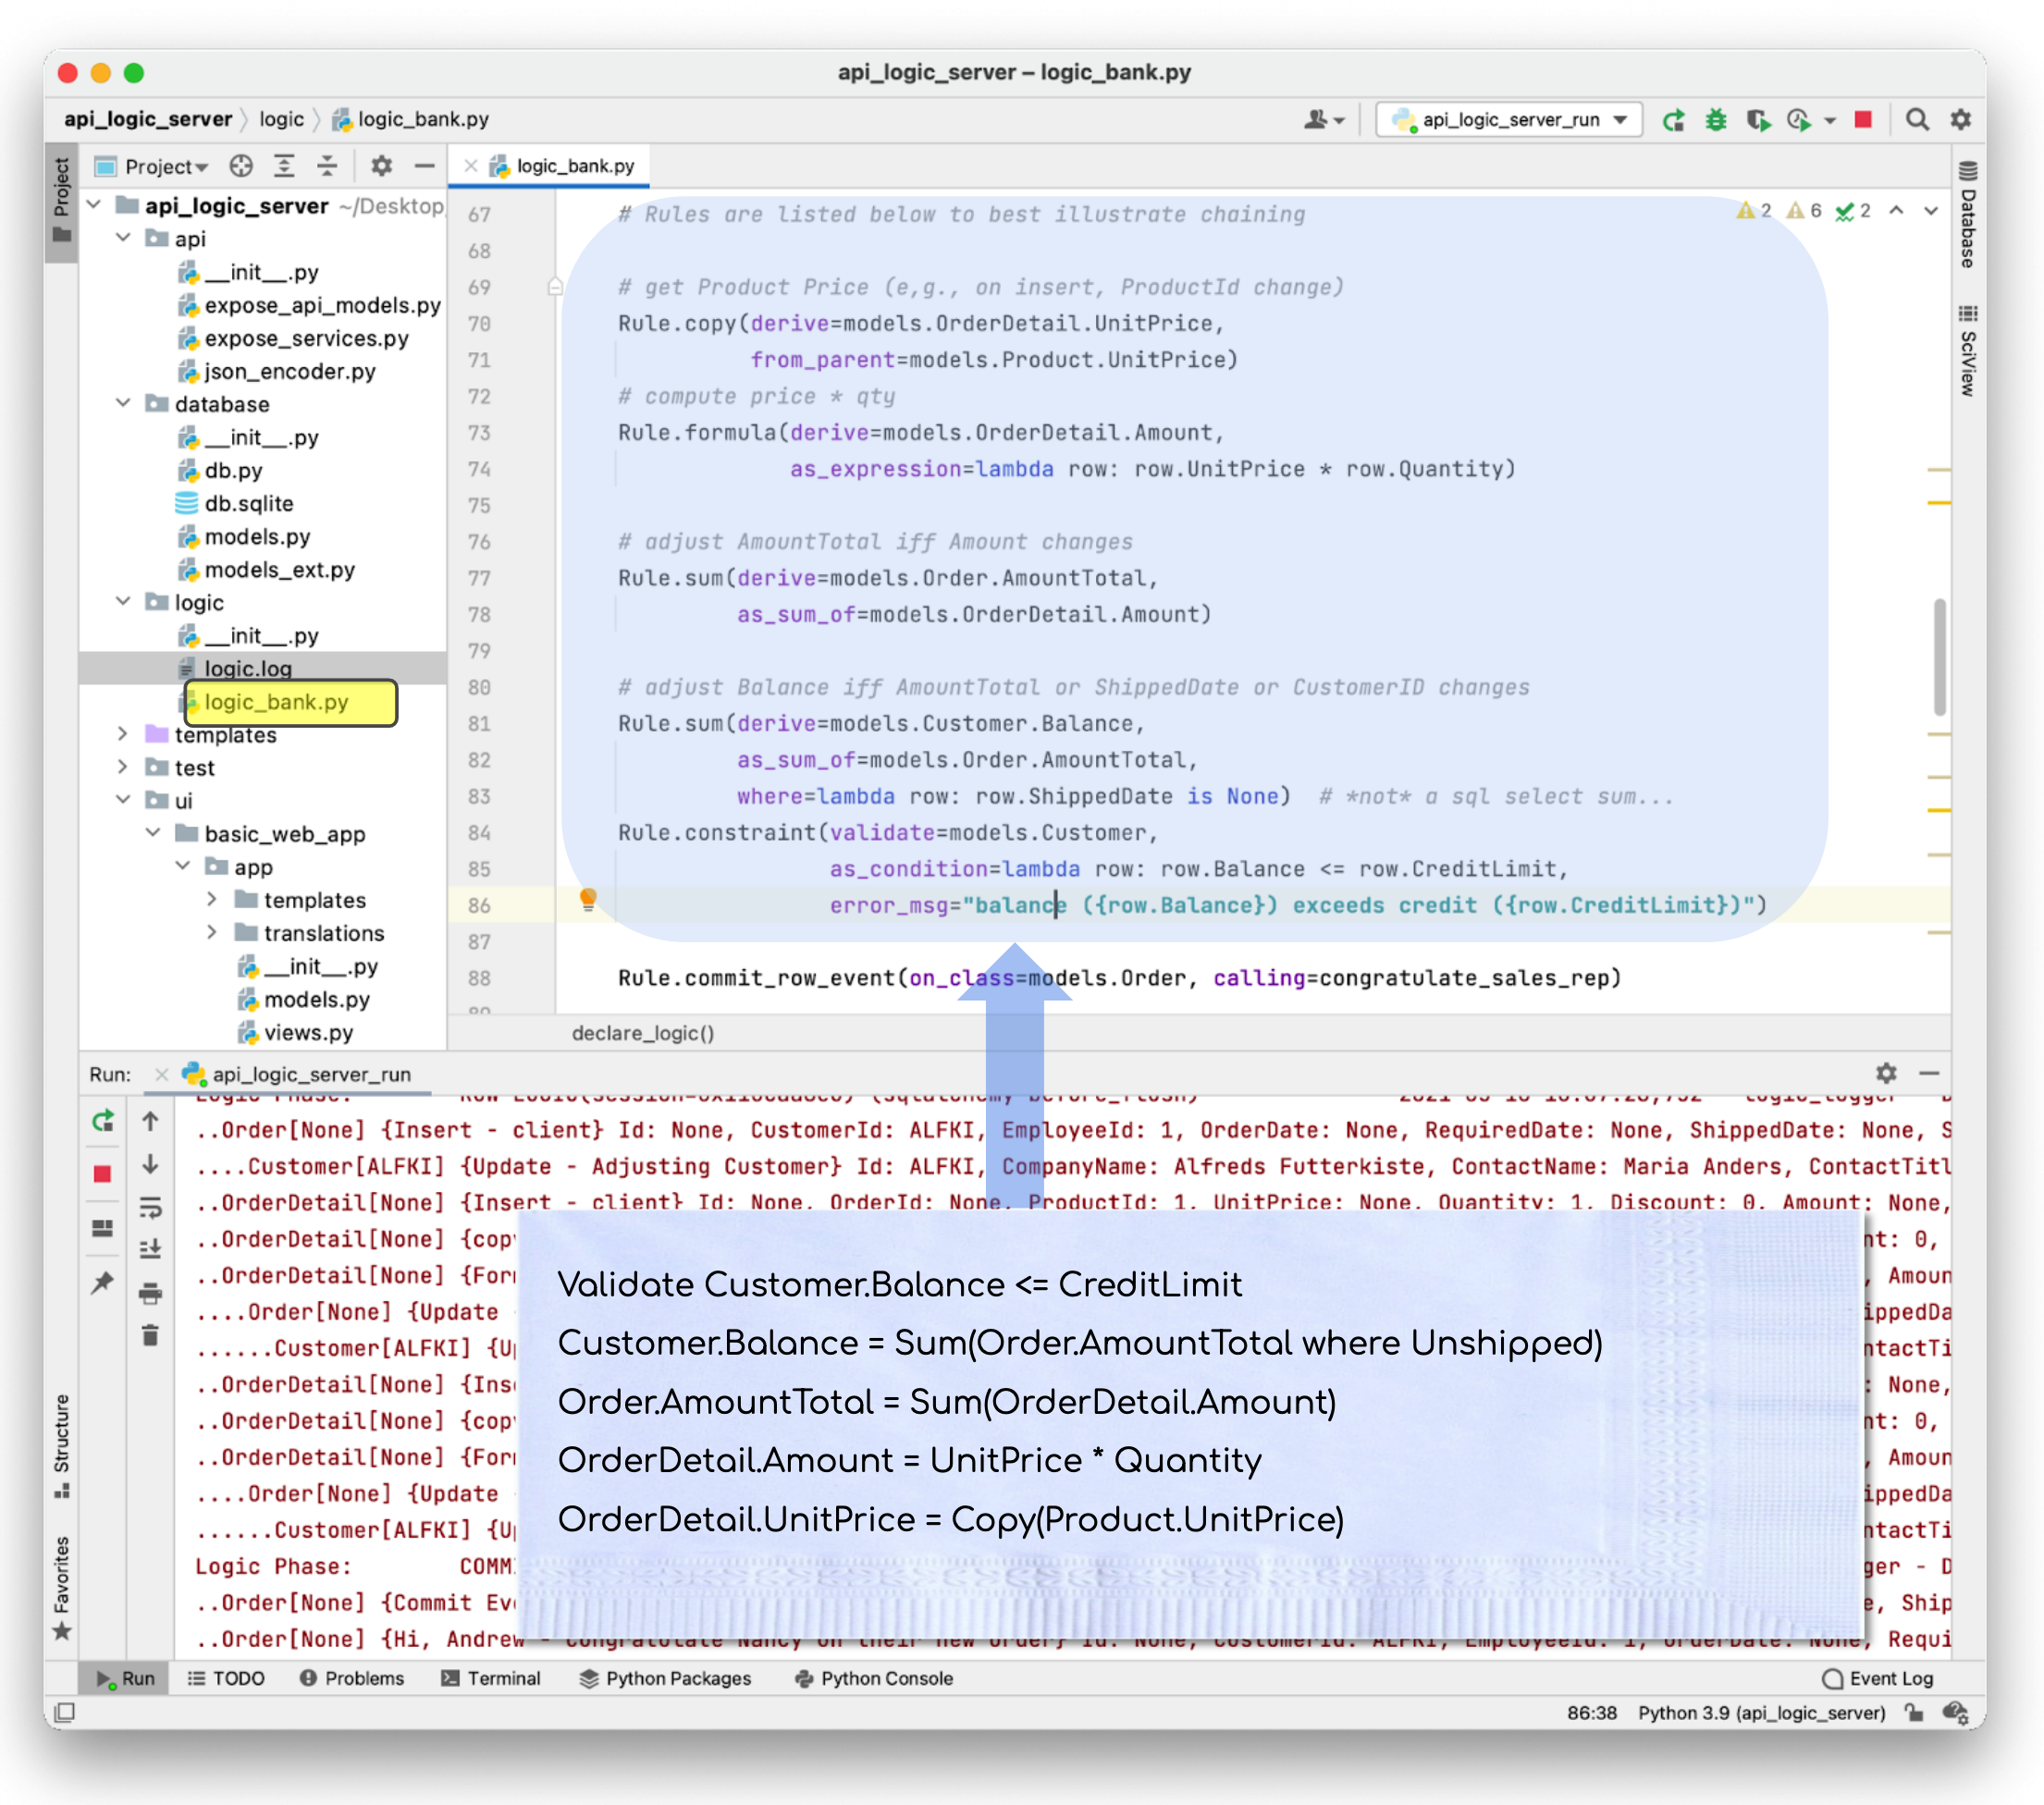 api_logic_server – logic_bank.py
api_logic_server logic logic_bank.py api_logic_server_run
Project
Project
logic_bank.py
api_logic_server ~/Desktop
api
__init__.py
expose_api_models.py
expose_services.py
json_encoder.py
database
__init__.py
db.py
db.sqlite
models.py
models_ext.py
logic
__init__.py
logic.log
logic_bank.py
templates
test
ui
basic_web_app
app
templates
translations
__init__.py
models.py
views.py
2 6 2
67 # Rules are listed below to best illustrate chaining
68
69 # get Product Price (e,g., on insert, ProductId change)
70 Rule.copy(derive=models.OrderDetail.UnitPrice,
71 from_parent=models.Product.UnitPrice)
72 # compute price * qty
73 Rule.formula(derive=models.OrderDetail.Amount,
74 as_expression=lambda row: row.UnitPrice * row.Quantity)
75
76 # adjust AmountTotal iff Amount changes
77 Rule.sum(derive=models.Order.AmountTotal,
78 as_sum_of=models.OrderDetail.Amount)
79
80 # adjust Balance iff AmountTotal or ShippedDate or CustomerID changes
81 Rule.sum(derive=models.Customer.Balance,
82 as_sum_of=models.Order.AmountTotal,
83 where=lambda row: row.ShippedDate is None) # *not* a sql select sum...
84 Rule.constraint(validate=models.Customer,
85 as_condition=lambda row: row.Balance <= row.CreditLimit,
86 error_msg="balance ({row.Balance}) exceeds credit ({row.CreditLimit})")
87
88 Rule.commit_row_event(on_class=models.Order, calling=congratulate_sales_rep)
declare_logic()
Database
SciView
Run: api_logic_server_run
..Order[None] {Insert - client} Id: None, CustomerId: ALFKI, EmployeeId: 1, OrderDate: None, RequiredDate: None, ShippedDate: None, S
....Customer[ALFKI] {Update - Adjusting Customer} Id: ALFKI, CompanyName: Alfreds Futterkiste, ContactName: Maria Anders, ContactTitl
..OrderDetail[None] {Insert - client} Id: None, OrderId: None, ProductId: 1, UnitPrice: None, Quantity: 1, Discount: 0, Amount: None,
..OrderDetail[None] {cop nt: 0,
..OrderDetail[None] {For , Amoun
....Order[None] {Update ippedDa
......Customer[ALFKI] {U ntactTi
..OrderDetail[None] {Ins : None,
..OrderDetail[None] {cop nt: 0,
..OrderDetail[None] {For , Amoun
....Order[None] {Update ippedDa
......Customer[ALFKI] {U ntactTi
Logic Phase: COMM ger - D
..Order[None] {Commit Ev e, Ship
..Order[None] {Hi, Andrew - Congratulate Nancy on their new order} Id: None, CustomerId: ALFKI, EmployeeId: 1, OrderDate: None, Requi
Validate Customer.Balance <= CreditLimit
Customer.Balance = Sum(Order.AmountTotal where Unshipped)
Order.AmountTotal = Sum(OrderDetail.Amount)
OrderDetail.Amount = UnitPrice * Quantity
OrderDetail.UnitPrice = Copy(Product.UnitPrice)
Structure
Favorites
Run TODO Problems Terminal Python Packages Python Console Event Log
86:38 Python 3.9 (api_logic_server)